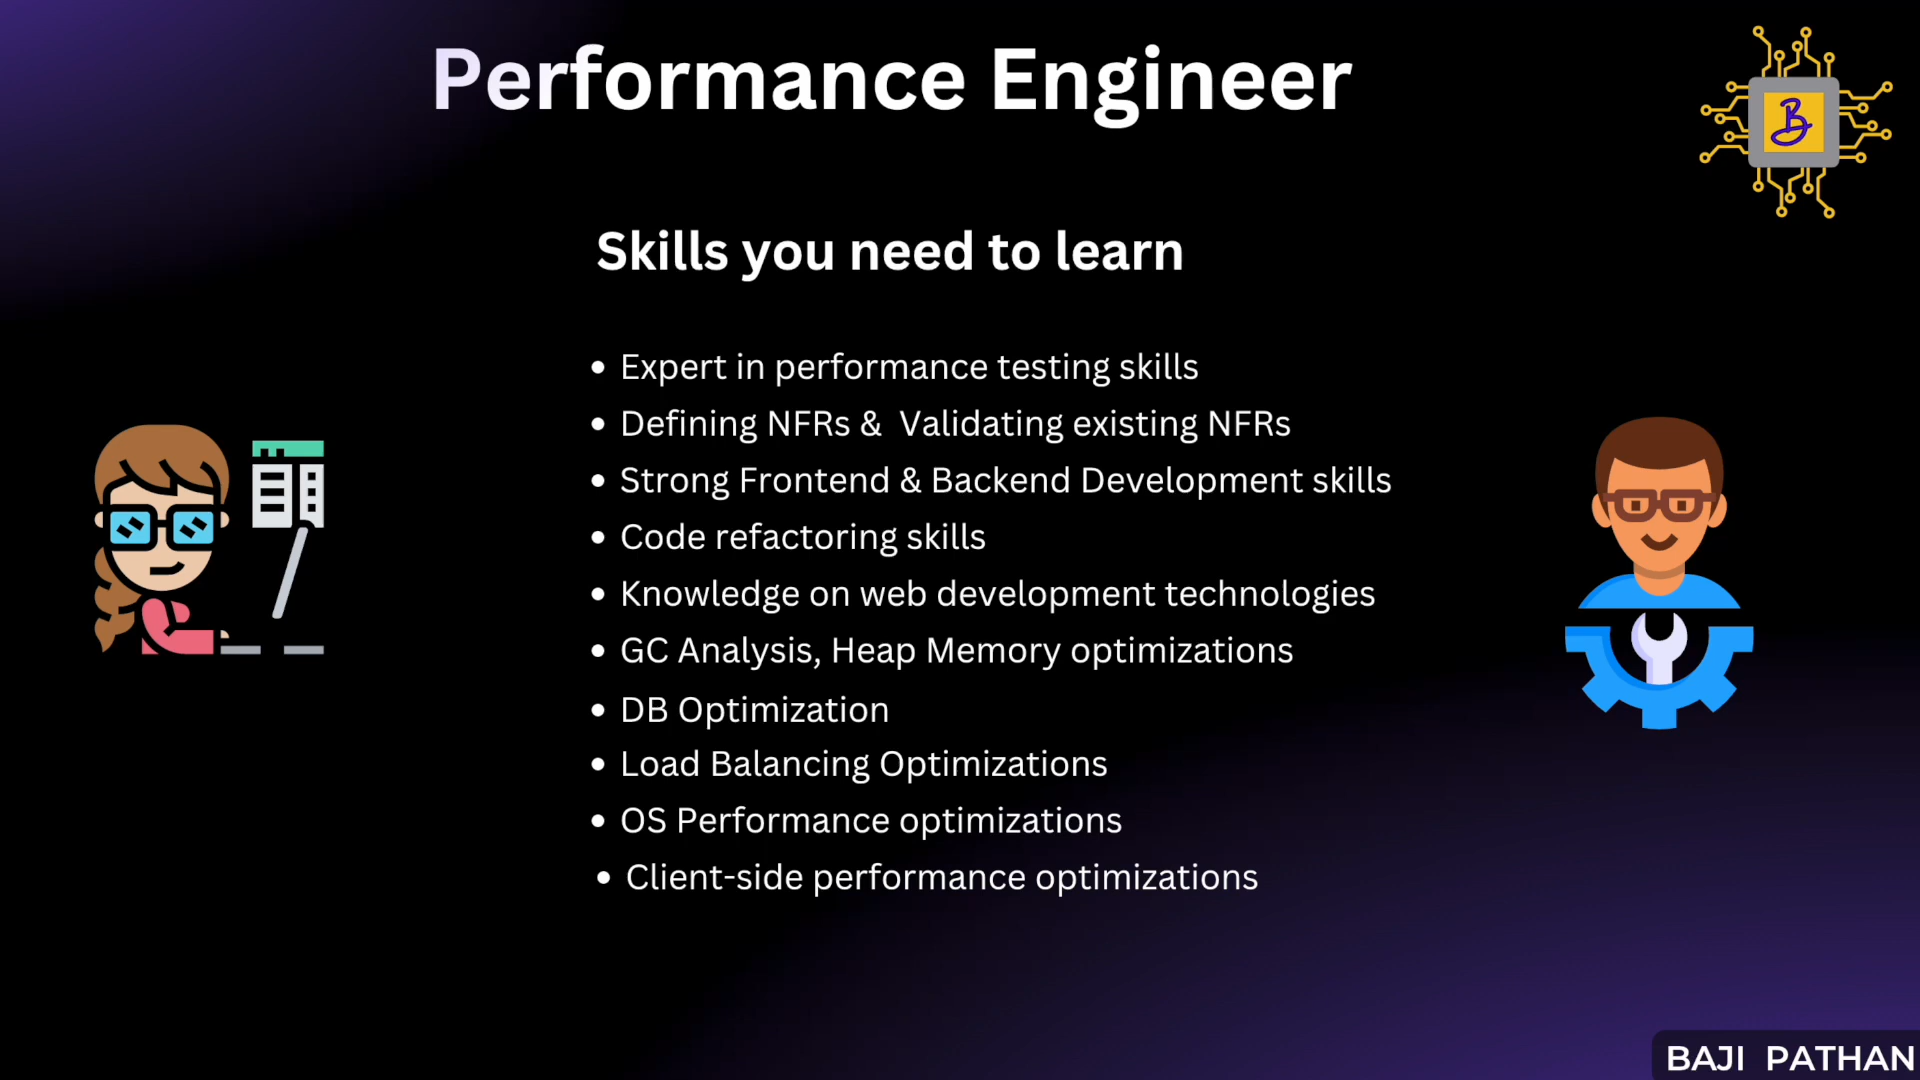 Performance Engineer
B
Skills you need to learn
• Expert in performance testing skills
• Defining NFRs & Validating existing NFRs
• Strong Frontend & Backend Development skills
• Code refactoring skills
• Knowledge on web development technologies
• GC Analysis, Heap Memory optimizations
• DB Optimization
• Load Balancing Optimizations
• OS Performance optimizations
• Client-side performance optimizations
BAJI PATHAN